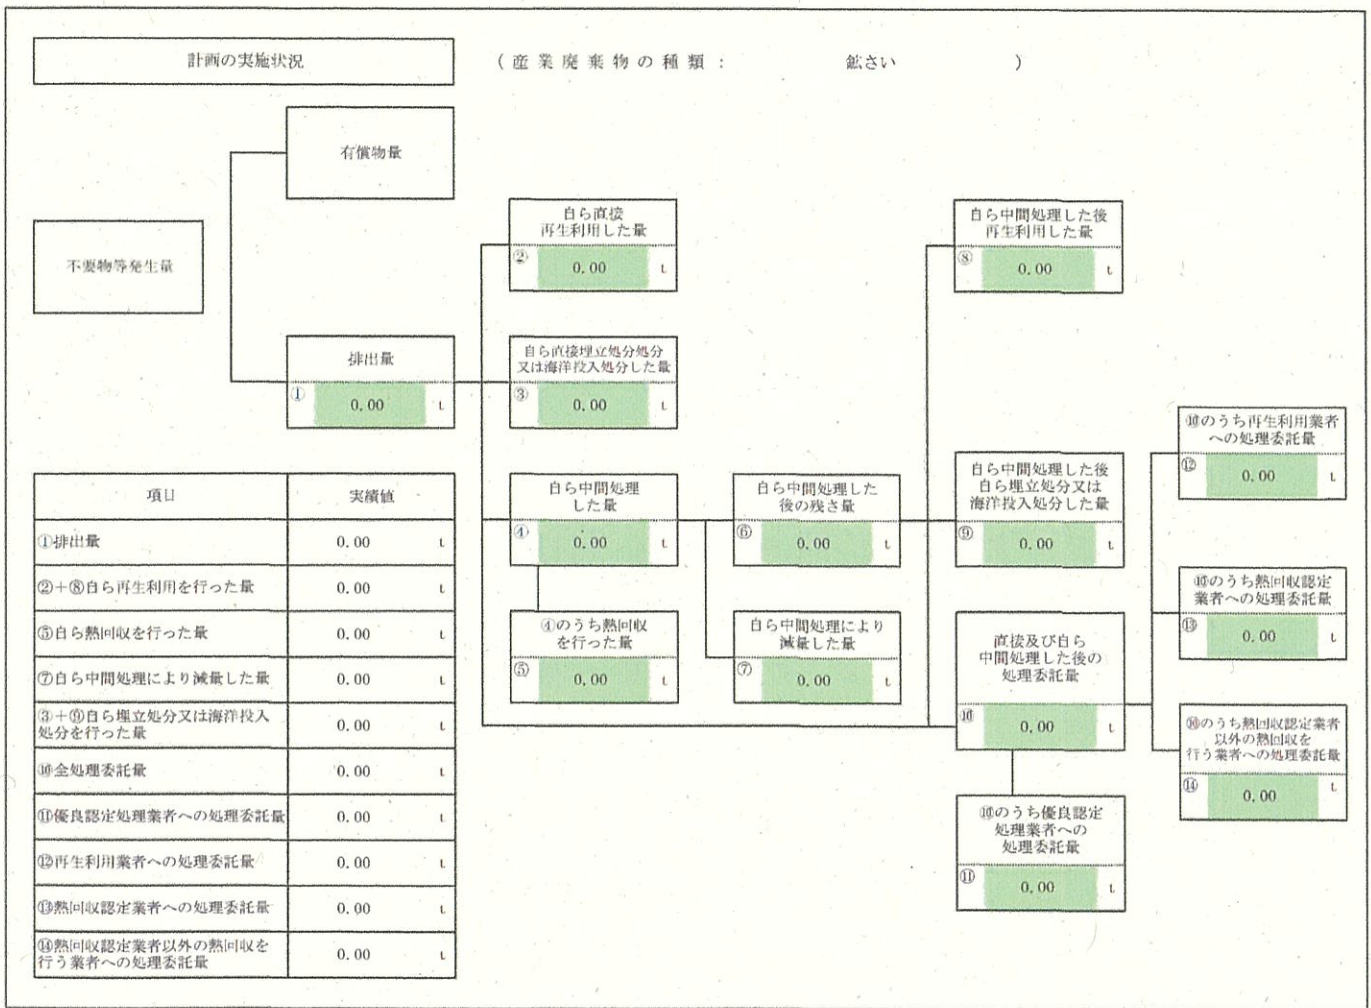 計画の実施状況
(産業廃棄物の種類: 鉱さい )
有償物量
不要物等発生量
排出量
① 0.00 t
自ら直接
再生利用した量
② 0.00 t
自ら直接埋立処分処分
又は海洋投入処分した量
③ 0.00 t
自ら中間処理
した量
④ 0.00 t
④のうち熱回収
を行った量
⑤ 0.00 t
自ら中間処理した
後の残さ量
⑥ 0.00 t
自ら中間処理により
減量した量
⑦ 0.00 t
自ら中間処理した後
再生利用した量
⑧ 0.00 t
自ら中間処理した後
自ら埋立処分又は
海洋投入処分した量
⑨ 0.00 t
直接及び自ら
中間処理した後の
処理委託量
⑩ 0.00 t
⑩のうち優良認定
処理業者への
処理委託量
⑪ 0.00 t
⑩のうち再生利用業者
への処理委託量
⑫ 0.00 t
⑩のうち熱回収認定
業者への処理委託量
⑬ 0.00 t
⑩のうち熱回収認定業者
以外の熱回収を
行う業者への処理委託量
⑭ 0.00 t
項目 実績値
①排出量 0.00 t
②+⑧自ら再生利用を行った量 0.00 t
⑤自ら熱回収を行った量 0.00 t
⑦自ら中間処理により減量した量 0.00 t
③+⑨自ら埋立処分又は海洋投入
処分を行った量 0.00 t
⑩全処理委託量 0.00 t
⑪優良認定処理業者への処理委託量 0.00 t
⑫再生利用業者への処理委託量 0.00 t
⑬熱回収認定業者への処理委託量 0.00 t
⑭熱回収認定業者以外の熱回収を
行う業者への処理委託量 0.00 t